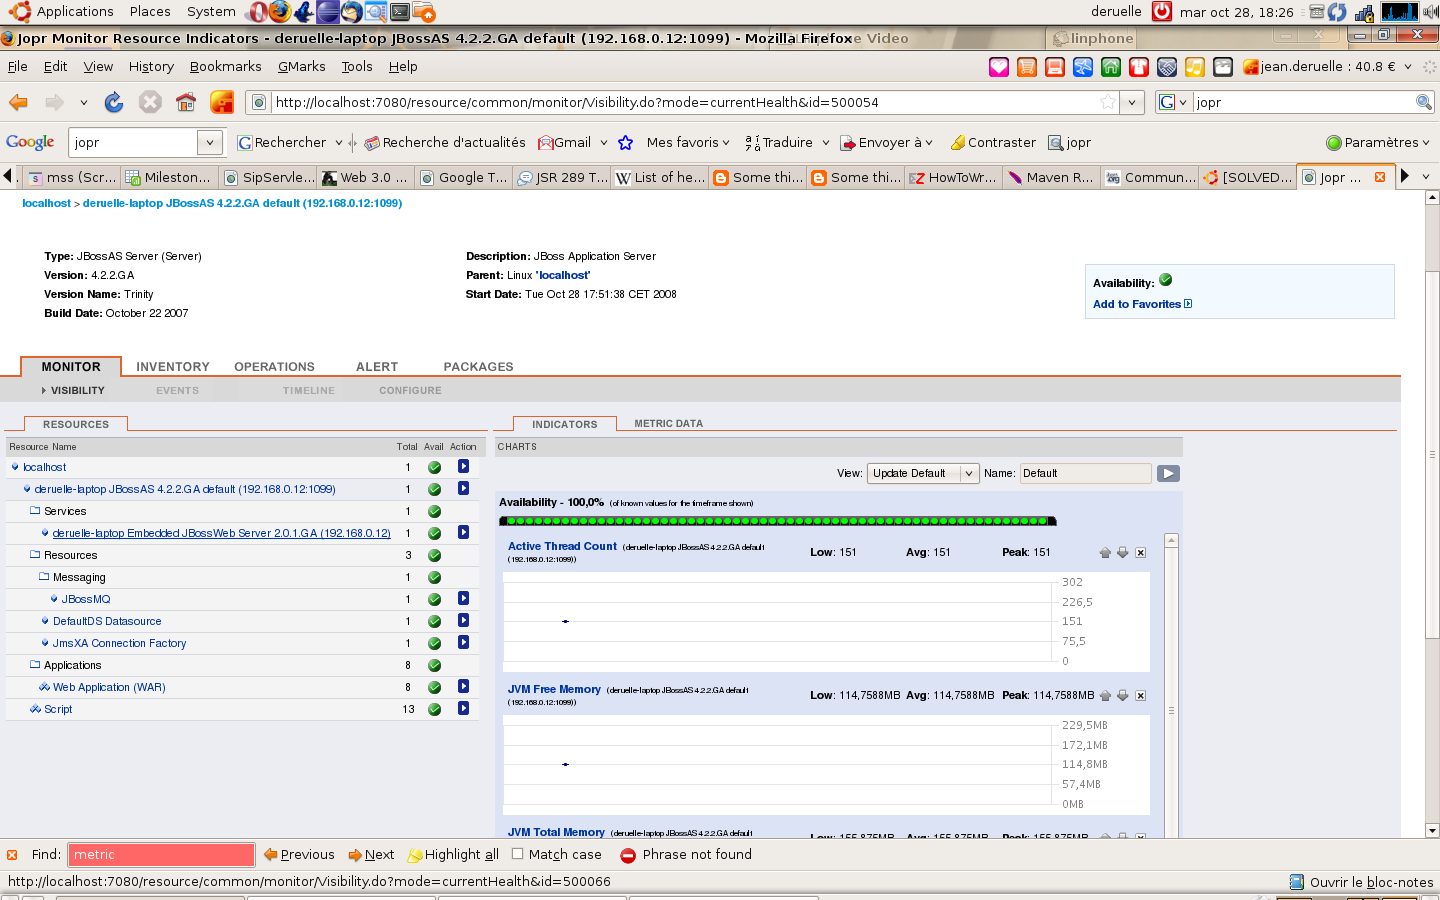 Applications Places System deruelle mar oct 28, 18:26
Jopr Monitor Resource Indicators - deruelle-laptop JBossAS 4.2.2.GA default (192.168.0.12:1099) - Mozilla Firefox
File Edit View History Bookmarks GMarks Tools Help jean.deruelle : 40.8 €
http://localhost:7080/resource/common/monitor/Visibility.do?mode=currentHealth&id=500054 G jopr
Google jopr Rechercher Recherche d'actualités Gmail Mes favoris Traduire Envoyer à Contraster jopr Paramètres
mss (Scr... Mileston... SipServle... Web 3.0 ... Google T... JSR 289 T... List of he... Some thi... Some thi... HowToWr... Maven R... Commun... [SOLVED... Jopr ...
localhost > deruelle-laptop JBossAS 4.2.2.GA default (192.168.0.12:1099)
Type: JBossAS Server (Server) Description: JBoss Application Server
Version: 4.2.2.GA Parent: Linux 'localhost' Availability:
Version Name: Trinity Start Date: Tue Oct 28 17:51:38 CET 2008 Add to Favorites
Build Date: October 22 2007
MONITOR INVENTORY OPERATIONS ALERT PACKAGES
VISIBILITY EVENTS TIMELINE CONFIGURE
RESOURCES INDICATORS METRIC DATA
Resource Name Total Avail Action CHARTS
localhost 1 View: Update Default Name: Default
deruelle-laptop JBossAS 4.2.2.GA default (192.168.0.12:1099) 1
Services 1
deruelle-laptop Embedded JBossWeb Server 2.0.1.GA (192.168.0.12) 1
Resources 3
Messaging 1
JBossMQ 1
DefaultDS Datasource 1
JmsXA Connection Factory 1
Applications 8
Web Application (WAR) 8
Script 13
Availability - 100,0% (of known values for the timeframe shown)
Active Thread Count (deruelle-laptop JBossAS 4.2.2.GA default (192.168.0.12:1099)) Low: 151 Avg: 151 Peak: 151
302
226,5
151
75,5
0
JVM Free Memory (deruelle-laptop JBossAS 4.2.2.GA default (192.168.0.12:1099)) Low: 114,7588MB Avg: 114,7588MB Peak: 114,7588MB
229,5MB
172,1MB
114,8MB
57,4MB
0MB
JVM Total Memory (deruelle-laptop JBossAS 4.2.2.GA default Low: 155,875MB Avg: 155,875MB Peak: 155,875MB
Find: metric Previous Next Highlight all Match case Phrase not found
http://localhost:7080/resource/common/monitor/Visibility.do?mode=currentHealth&id=500066 Ouvrir le bloc-notes